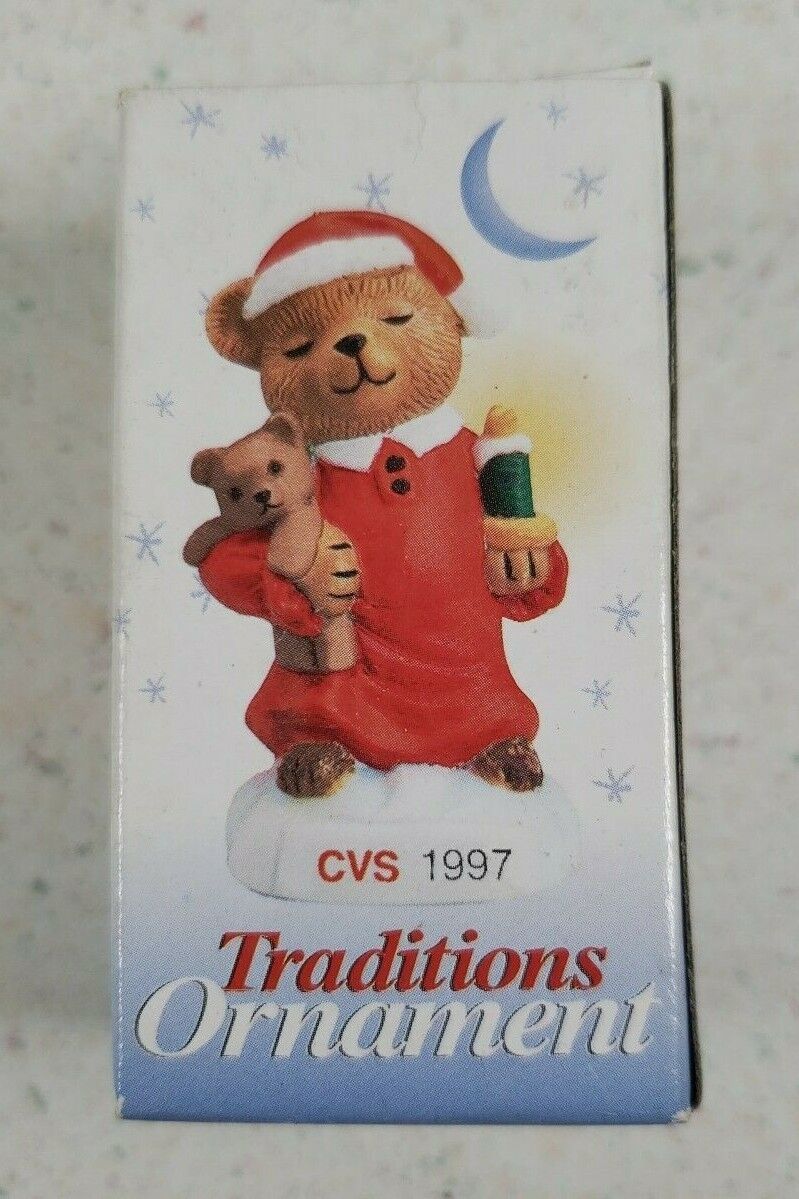 CVS 1997
Traditions
Ornament